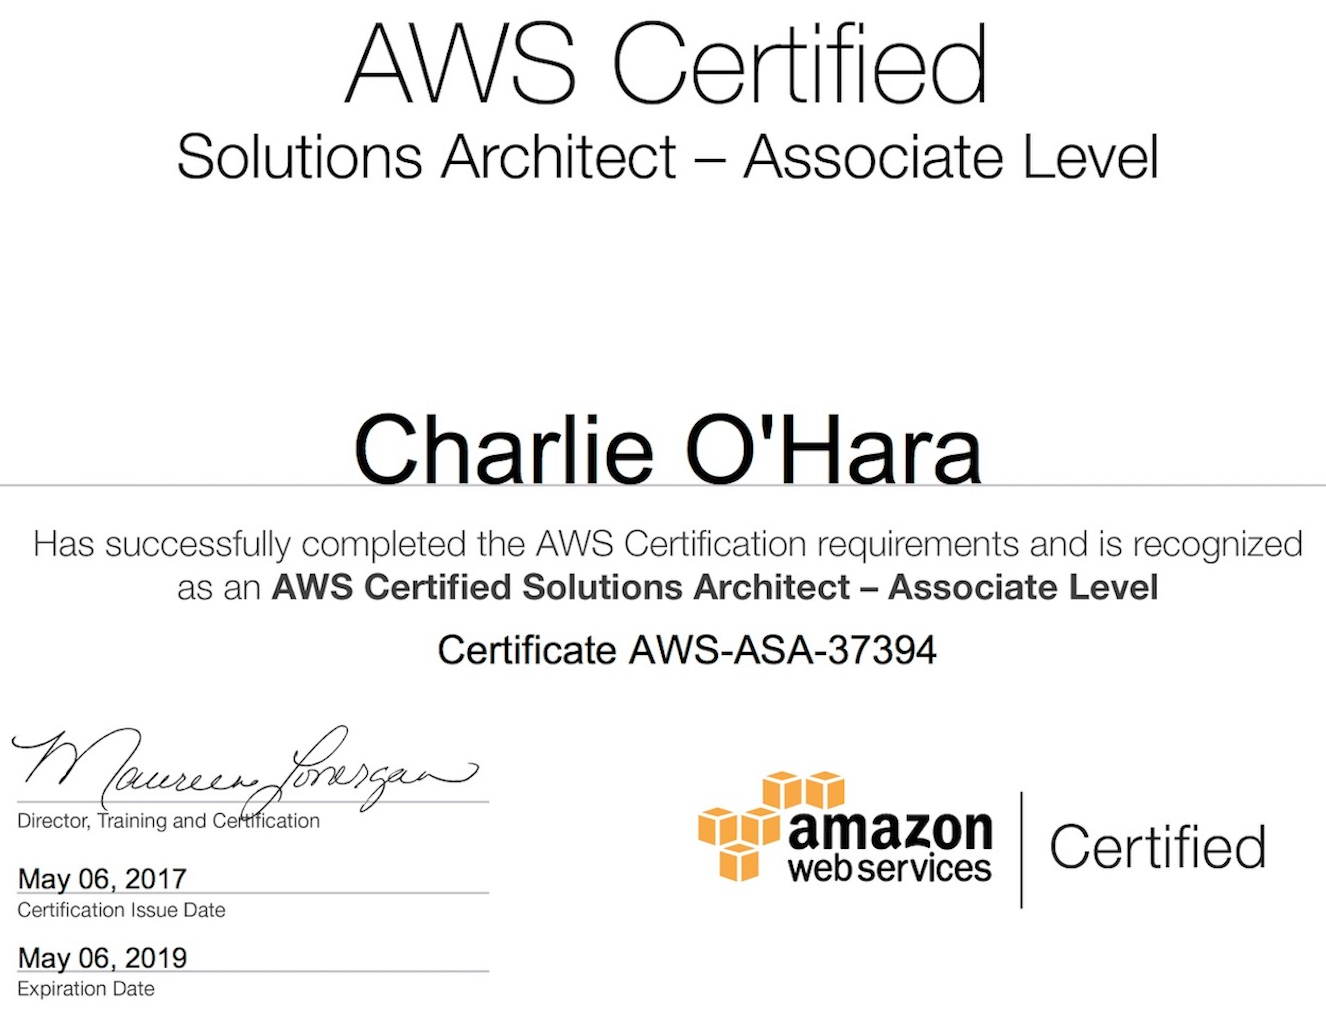 AWS Certified
Solutions Architect – Associate Level
Charlie O'Hara
Has successfully completed the AWS Certification requirements and is recognized
as an AWS Certified Solutions Architect – Associate Level
Certificate AWS-ASA-37394
Maureen Lonergan
Director, Training and Certification
May 06, 2017
Certification Issue Date
May 06, 2019
Expiration Date
amazon
web services
Certified